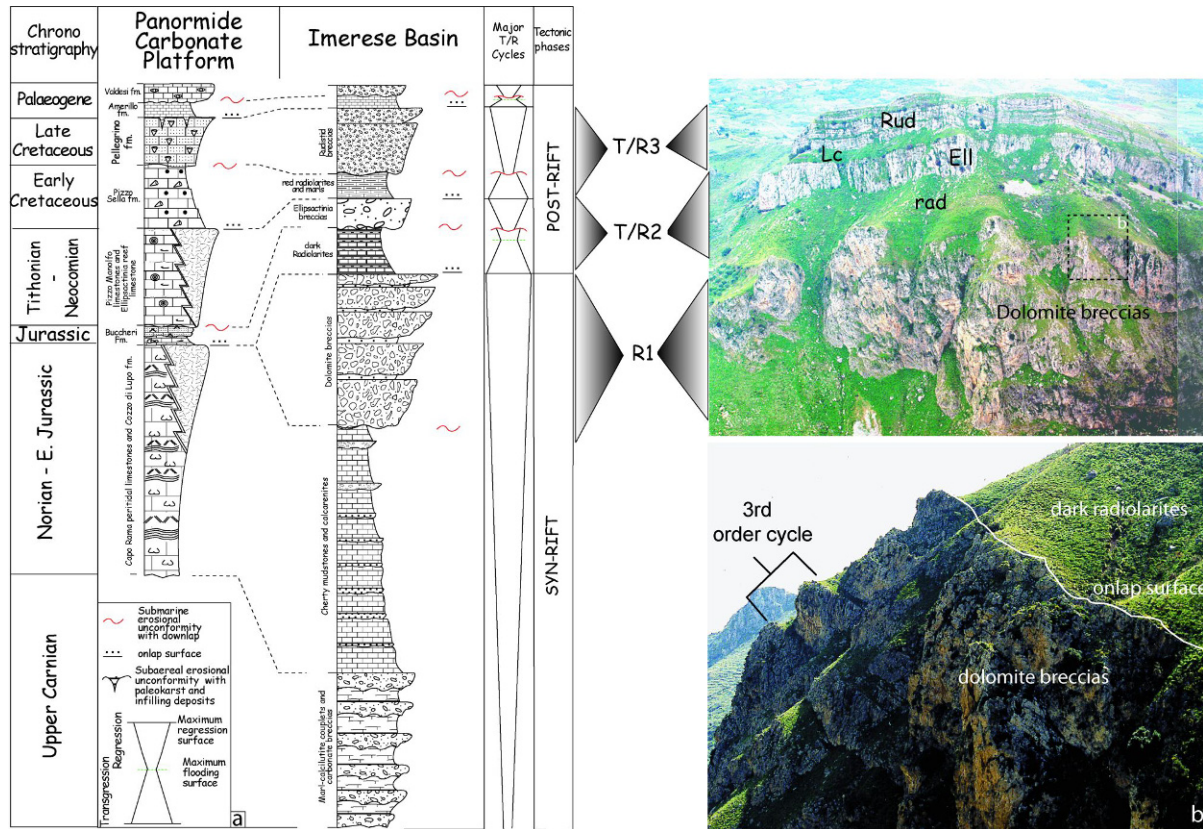 Chrono
stratigraphy
Panormide
Carbonate
Platform
Imerese Basin
Major
T/R
Cycles
Tectonic
phases
Palaeogene
Late
Cretaceous
Early
Cretaceous
Tithonian
-
Neocomian
Jurassic
Norian - E. Jurassic
Upper Carnian
Valdesi fm.
Amerillo
fm.
Pellegrino
fm.
Pizzo
Sella fm.
Pizzo Manolfo
limestones and
Ellipsactinia reef
limestone
Buccheri
Fm.
Capo Rama peritidal limestones and Cozzo di Lupo fm.
Rudistid
breccias
red radiolarites
and marls
Ellipsactinia
breccias
dark
Radiolarites
Dolomite breccias
Cherty mudstones and calcarenites
Marl-calcilutite couplets and
carbonate breccias
POST-RIFT
SYN-RIFT
Submarine
erosional
unconformity
with downlap
onlap surface
Subaereal erosional
unconformity with
paleokarst and
infilling deposits
Maximum
regression
surface
Maximum
flooding
surface
Regression
Transgression
a
T/R3
T/R2
R1
Rud
Lc
Ell
rad
Dolomite breccias
3rd
order cycle
dark radiolarites
onlap surface
dolomite breccias
b